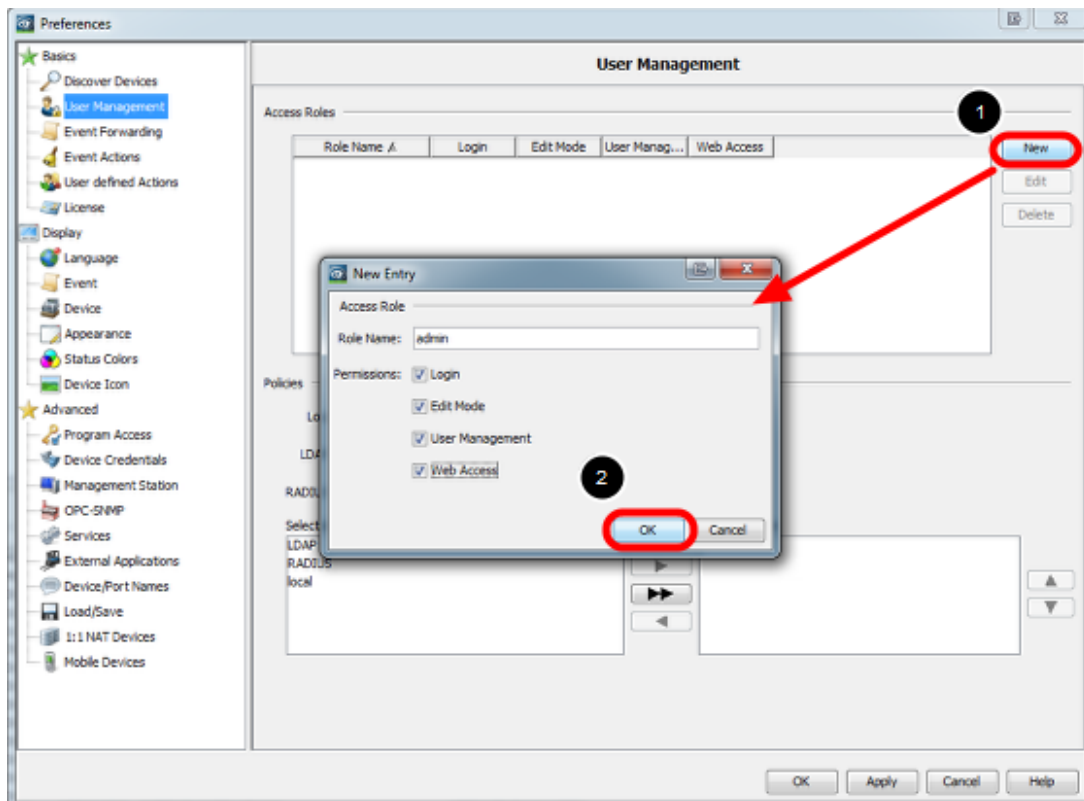 Preferences
Basics
Discover Devices
User Management
Event Forwarding
Event Actions
User defined Actions
License
Display
Language
Event
Device
Appearance
Status Colors
Device Icon
Advanced
Program Access
Device Credentials
Management Station
OPC-SNMP
Services
External Applications
Device/Port Names
Load/Save
1:1 NAT Devices
Mobile Devices
User Management
Access Roles
1
Role Name Login Edit Mode User Manag... Web Access
New
Edit
Delete
New Entry
Access Role
Role Name: admin
Permissions: Login
Edit Mode
User Management
Web Access
2
OK Cancel
Policies
Lo
LDA
RADIU
Select
LDAP
RADIUS
local
OK Apply Cancel Help